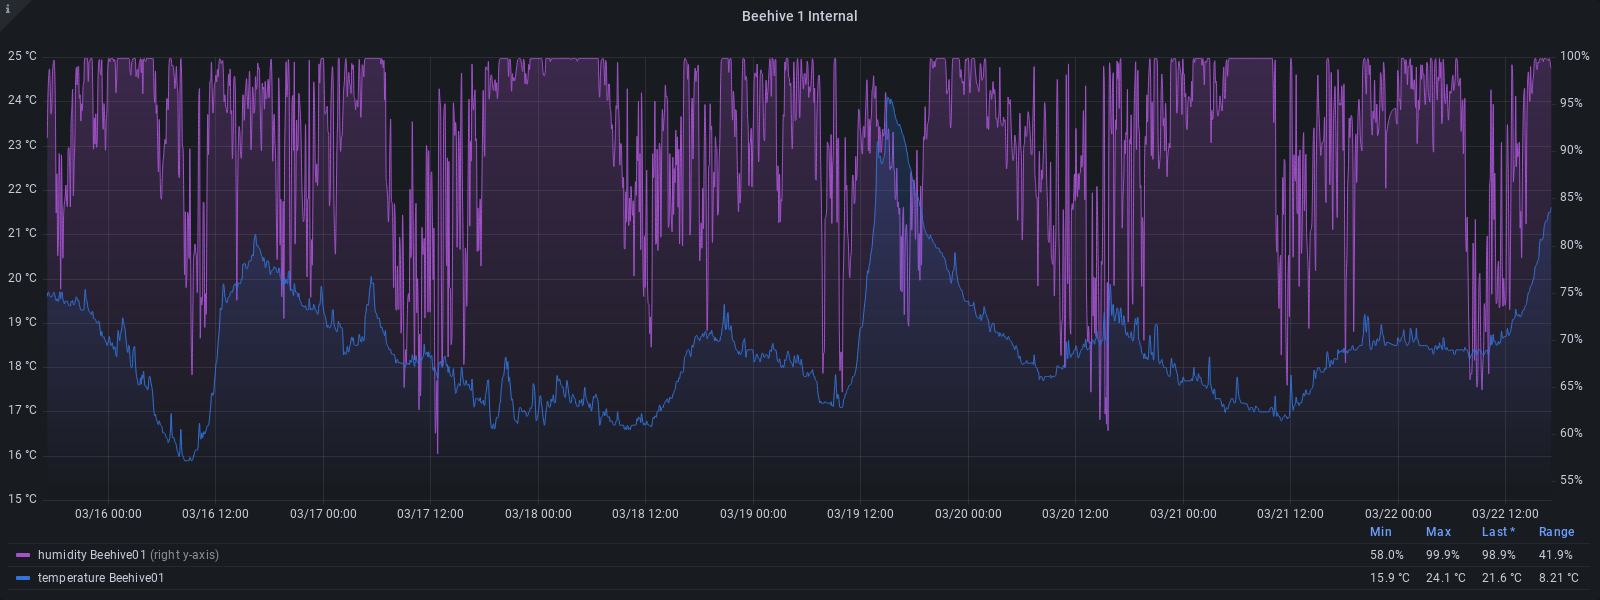 i
Beehive 1 Internal
25 °C
24 °C
23 °C
22 °C
21 °C
20 °C
19 °C
18 °C
17 °C
16 °C
15 °C
100%
95%
90%
85%
80%
75%
70%
65%
60%
55%
03/16 00:00 03/16 12:00 03/17 00:00 03/17 12:00 03/18 00:00 03/18 12:00 03/19 00:00 03/19 12:00 03/20 00:00 03/20 12:00 03/21 00:00 03/21 12:00 03/22 00:00 03/22 12:00
Min Max Last * Range
humidity Beehive01 (right y-axis) 58.0% 99.9% 98.9% 41.9%
temperature Beehive01 15.9 °C 24.1 °C 21.6 °C 8.21 °C